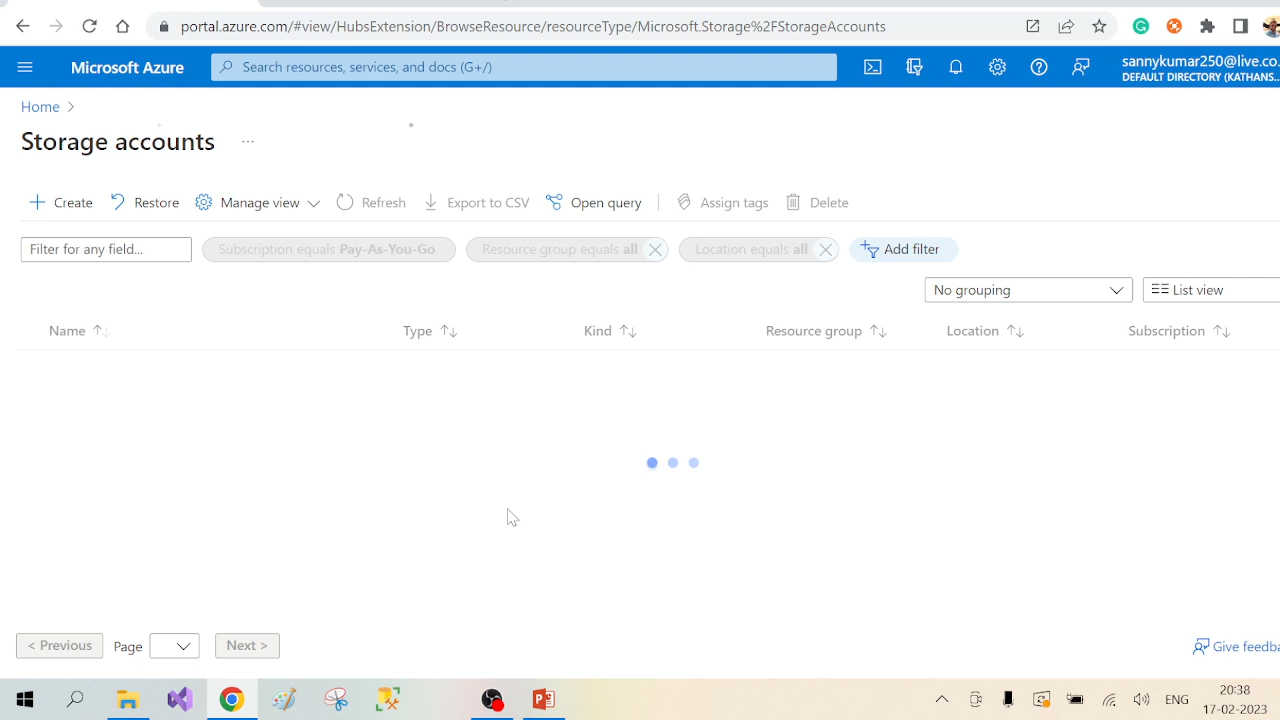 portal.azure.com/#view/HubsExtension/BrowseResource/resourceType/Microsoft.Storage%2FStorageAccounts
Microsoft Azure
Search resources, services, and docs (G+/)
sannykumar250@live.co...
DEFAULT DIRECTORY (KATHANS...
Home >
Storage accounts ...
Create Restore Manage view Refresh Export to CSV Open query Assign tags Delete
Filter for any field... Subscription equals Pay-As-You-Go Resource group equals all Location equals all Add filter
No grouping List view
Name Type Kind Resource group Location Subscription
< Previous Page Next > Give feedba
ENG 20:38
17-02-2023